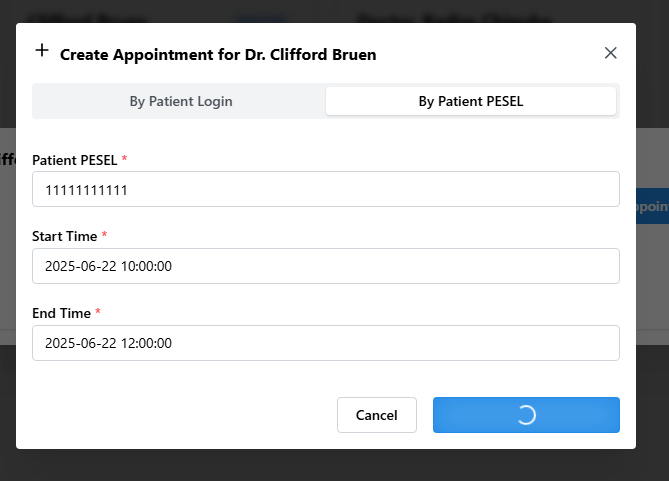 Create Appointment for Dr. Clifford Bruen
By Patient Login
By Patient PESEL
Patient PESEL *
11111111111
Start Time *
2025-06-22 10:00:00
End Time *
2025-06-22 12:00:00
Cancel